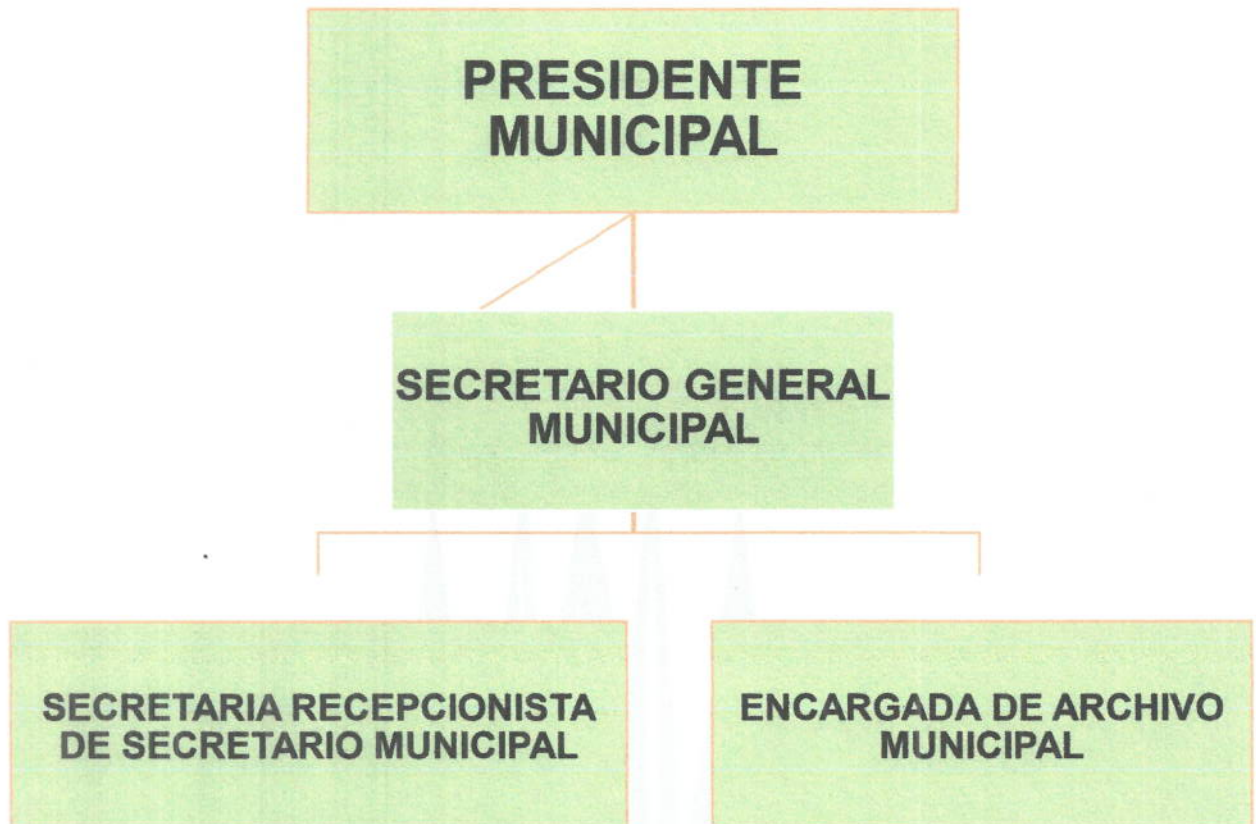 PRESIDENTE
MUNICIPAL
SECRETARIO GENERAL
MUNICIPAL
SECRETARIA RECEPCIONISTA
DE SECRETARIO MUNICIPAL
ENCARGADA DE ARCHIVO
MUNICIPAL